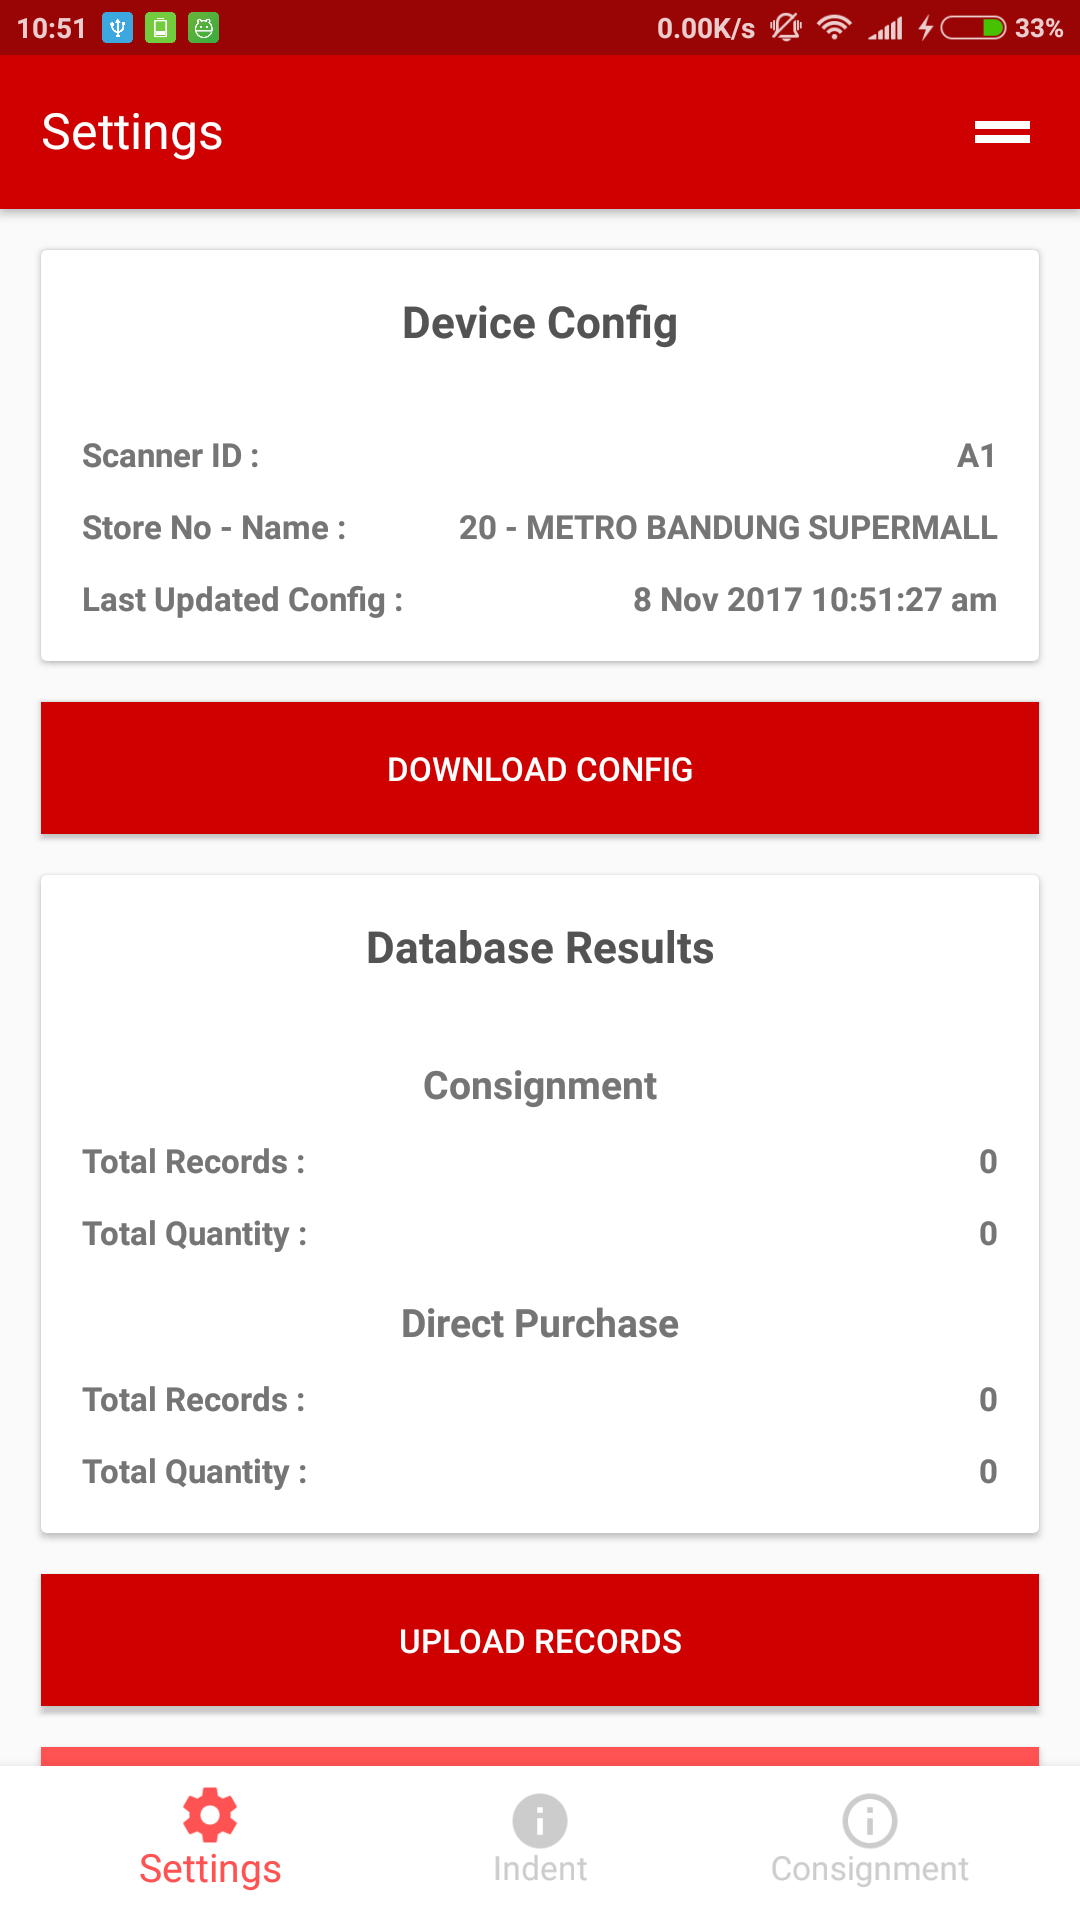 10:51 0.00K/s 33%
Settings
Device Config
Scanner ID : A1
Store No - Name : 20 - METRO BANDUNG SUPERMALL
Last Updated Config : 8 Nov 2017 10:51:27 am
DOWNLOAD CONFIG
Database Results
Consignment
Total Records : 0
Total Quantity : 0
Direct Purchase
Total Records : 0
Total Quantity : 0
UPLOAD RECORDS
Settings Indent Consignment